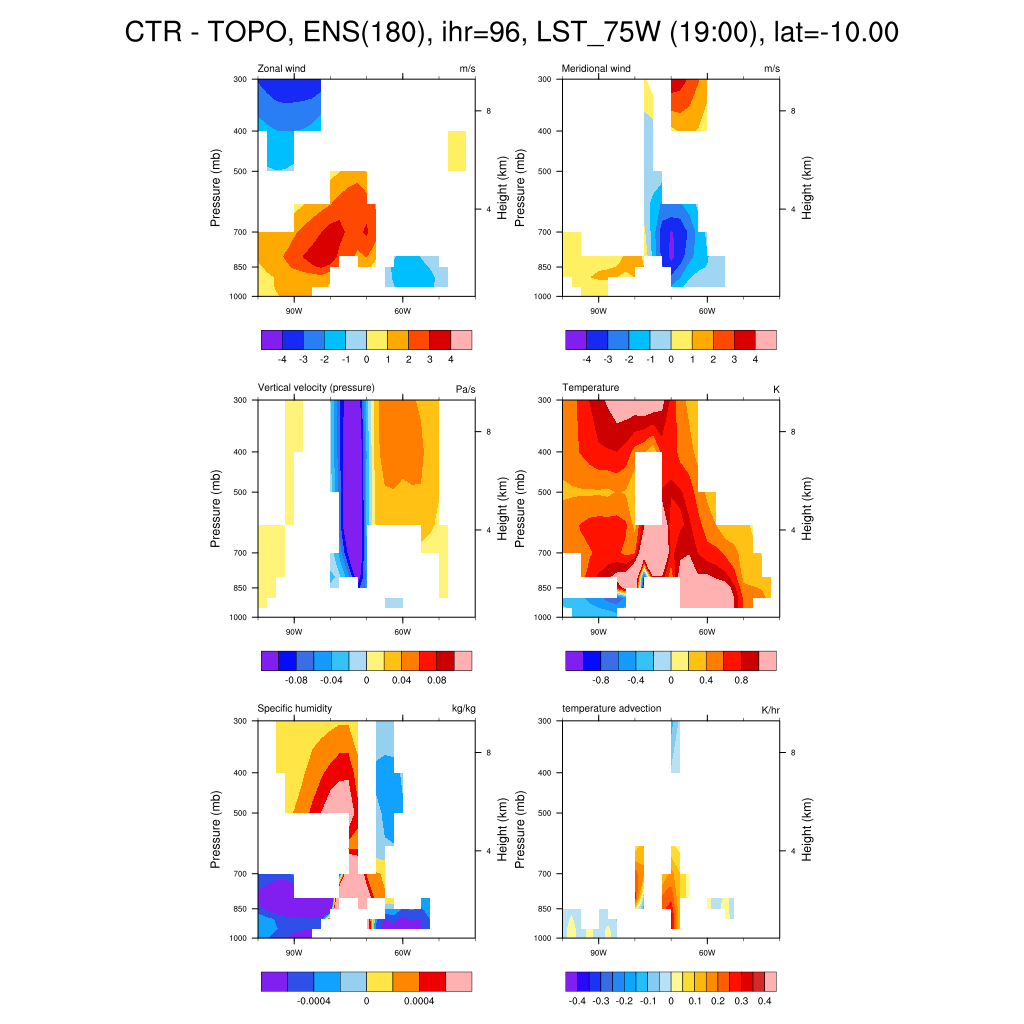 CTR - TOPO, ENS(180), ihr=96, LST_75W (19:00), lat=-10.00
Zonal wind m/s
Pressure (mb)
300
400
500
700
850
1000
8
4
Height (km)
90W 60W
-4 -3 -2 -1 0 1 2 3 4
Meridional wind m/s
Pressure (mb)
300
400
500
700
850
1000
8
4
Height (km)
90W 60W
-4 -3 -2 -1 0 1 2 3 4
Vertical velocity (pressure) Pa/s
Pressure (mb)
300
400
500
700
850
1000
8
4
Height (km)
90W 60W
-0.08 -0.04 0 0.04 0.08
Temperature K
Pressure (mb)
300
400
500
700
850
1000
8
4
Height (km)
90W 60W
-0.8 -0.4 0 0.4 0.8
Specific humidity kg/kg
Pressure (mb)
300
400
500
700
850
1000
8
4
Height (km)
90W 60W
-0.0004 0 0.0004
temperature advection K/hr
Pressure (mb)
300
400
500
700
850
1000
8
4
Height (km)
90W 60W
-0.4 -0.3 -0.2 -0.1 0 0.1 0.2 0.3 0.4